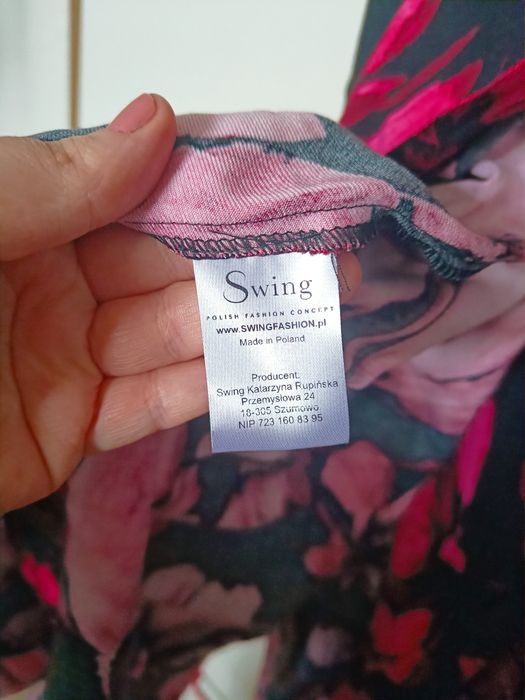 Swing
POLISH FASHION CONCEPT
www.SWINGFASHION.pl
Made in Poland
Producent:
Swing Katarzyna Rupińska
Przemysłowa 24
18-305 Szumowo
NIP 723 160 83 95